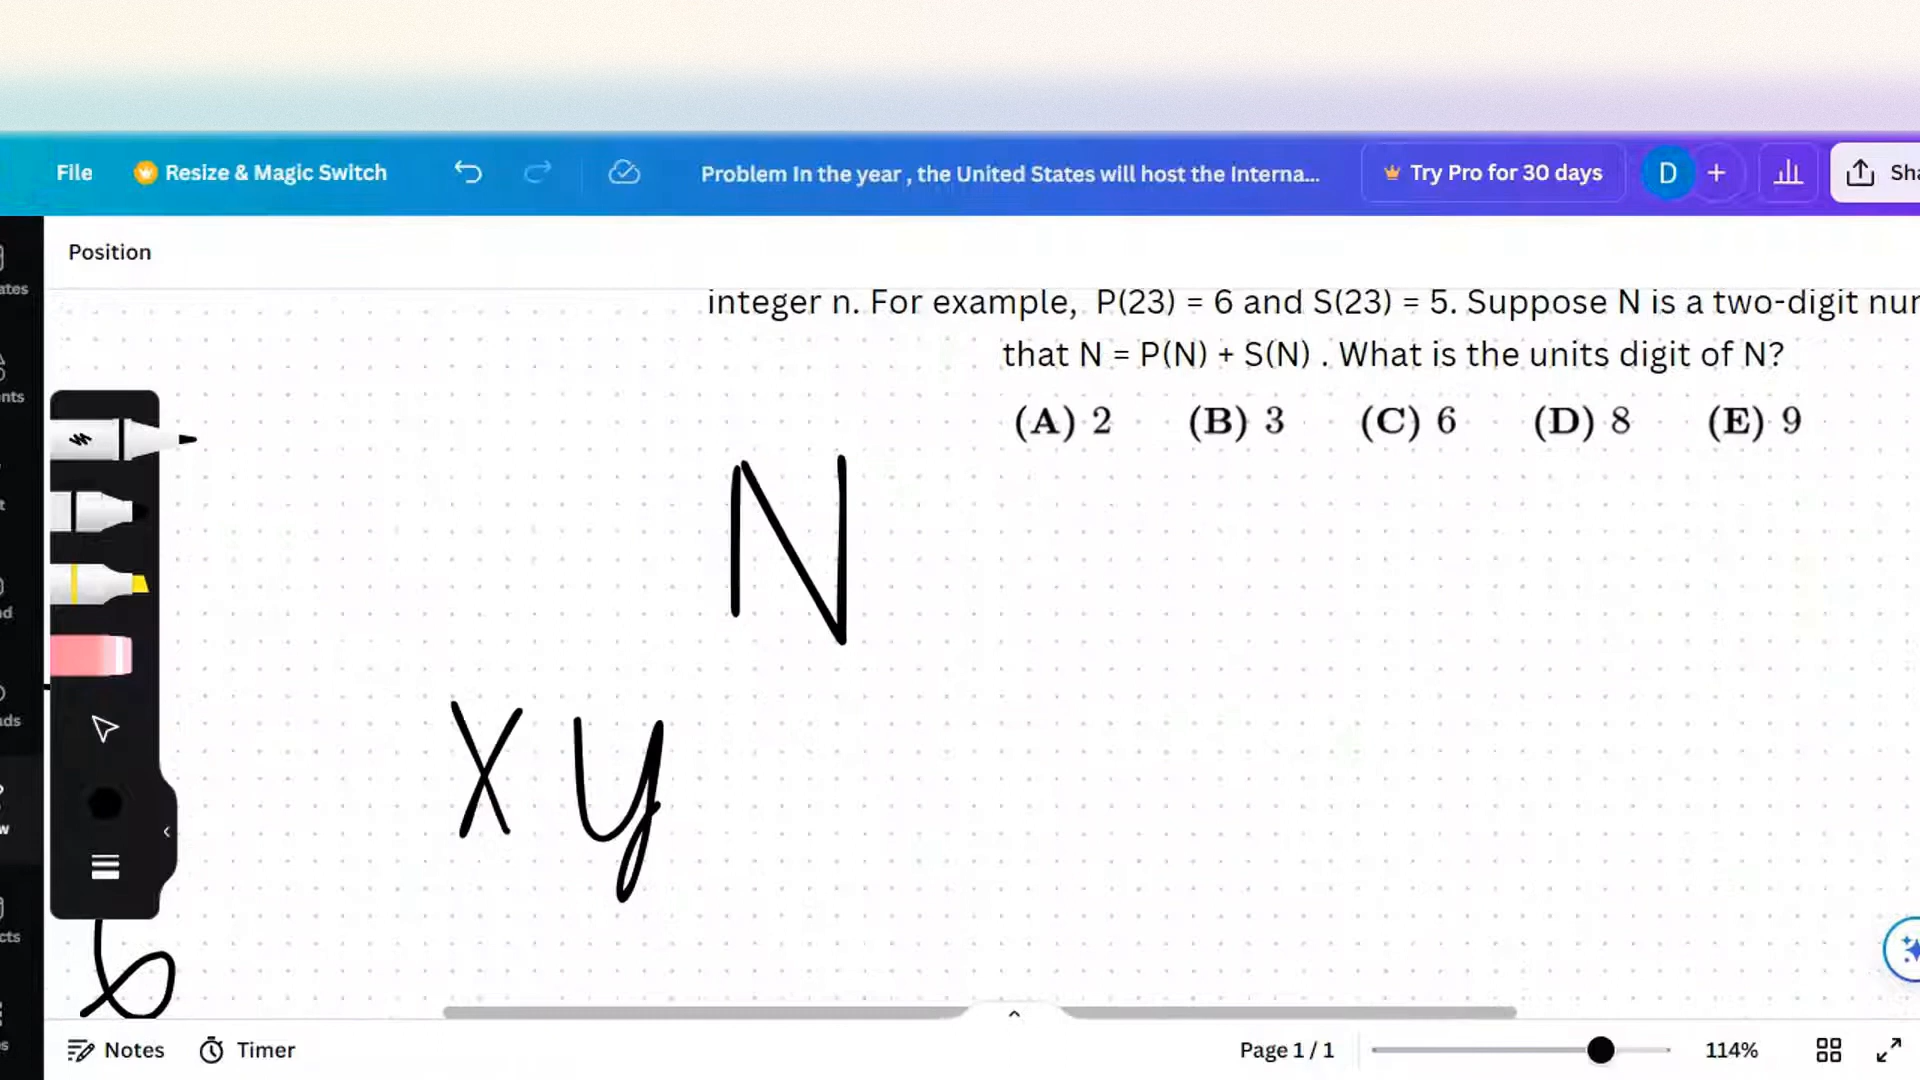 File Resize & Magic Switch Problem In the year , the United States will host the Interna... Try Pro for 30 days D +
Position
integer n. For example, P(23) = 6 and S(23) = 5. Suppose N is a two-digit
that N = P(N) + S(N) . What is the units digit of N?
(A) 2 (B) 3 (C) 6 (D) 8 (E) 9
N
x y
6
Notes Timer Page 1 / 1 114%